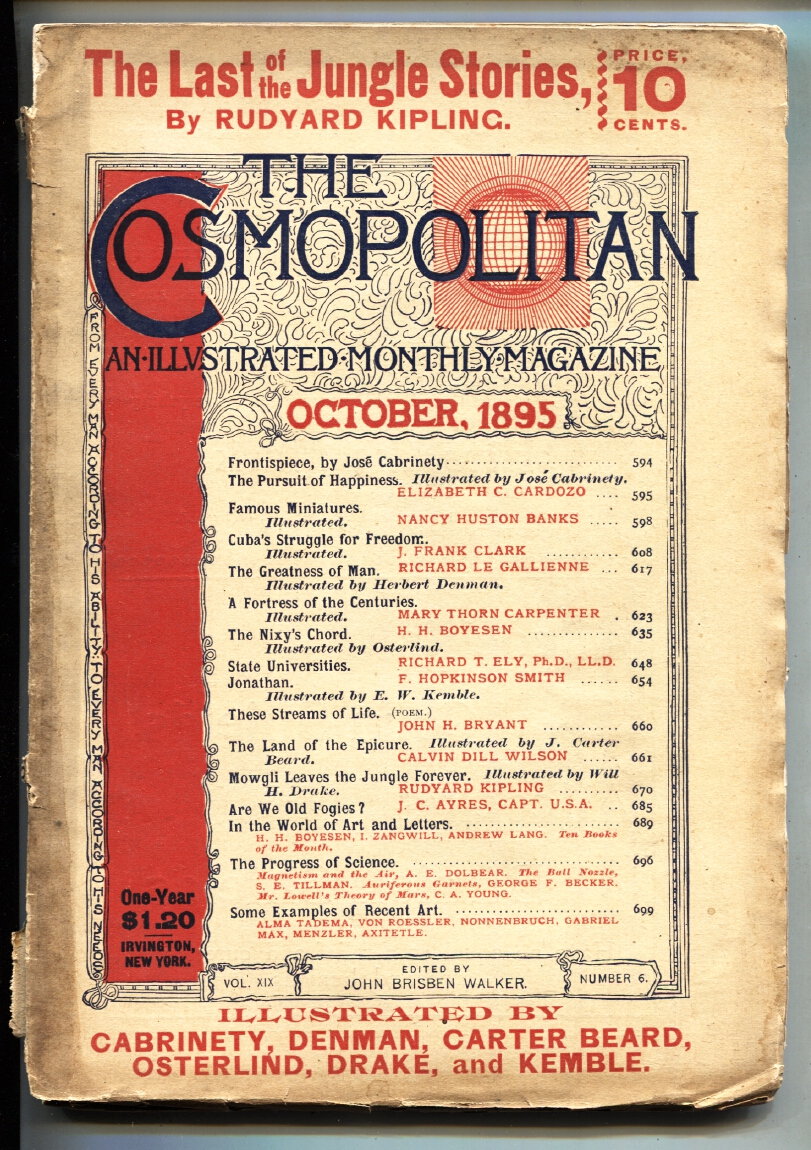 The Last of the Jungle Stories,
By RUDYARD KIPLING.
PRICE,
10
CENTS.
THE
COSMOPOLITAN
AN·ILLVSTRATED·MONTHLY·MAGAZINE
OCTOBER, 1895
FROM EVERY MAN ACCORDING TO HIS ABILITY: TO EVERY MAN ACCORDING TO HIS NEEDS
Frontispiece, by José Cabrinety 594
The Pursuit of Happiness. Illustrated by José Cabrinety.
ELIZABETH C. CARDOZO .... 595
Famous Miniatures.
Illustrated. NANCY HUSTON BANKS ..... 598
Cuba's Struggle for Freedom.
Illustrated. J. FRANK CLARK ............ 608
The Greatness of Man. RICHARD LE GALLIENNE ... 617
Illustrated by Herbert Denman.
A Fortress of the Centuries.
Illustrated. MARY THORN CARPENTER . 623
The Nixy's Chord. H. H. BOYESEN .............. 635
Illustrated by Osterlind.
State Universities. RICHARD T. ELY, Ph.D., LL.D. 648
Jonathan. F. HOPKINSON SMITH ...... 654
Illustrated by E. W. Kemble.
These Streams of Life. (POEM.)
JOHN H. BRYANT ............ 660
The Land of the Epicure. Illustrated by J. Carter
Beard. CALVIN DILL WILSON ...... 661
Mowgli Leaves the Jungle Forever. Illustrated by Will
H. Drake. RUDYARD KIPLING .......... 670
Are We Old Fogies? J. C. AYRES, CAPT. U.S.A. .. 685
In the World of Art and Letters. ........................ 689
H. H. BOYESEN, I. ZANGWILL, ANDREW LANG. Ten Books
of the Month.
The Progress of Science. ................................ 696
Magnetism and the Air, A. E. DOLBEAR. The Ball Nozzle,
S. E. TILLMAN. Auriferous Garnets, GEORGE F. BECKER.
Mr. Lowell's Theory of Mars, C. A. YOUNG.
Some Examples of Recent Art. .......................... 699
ALMA TADEMA, VON ROESSLER, NONNENBRUCH, GABRIEL
MAX, MENZLER, AXITETLE.
One-Year
$1.20
IRVINGTON,
NEW YORK.
VOL. XIX
EDITED BY
JOHN BRISBEN WALKER.
NUMBER 6.
ILLUSTRATED BY
CABRINETY, DENMAN, CARTER BEARD,
OSTERLIND, DRAKE, and KEMBLE.